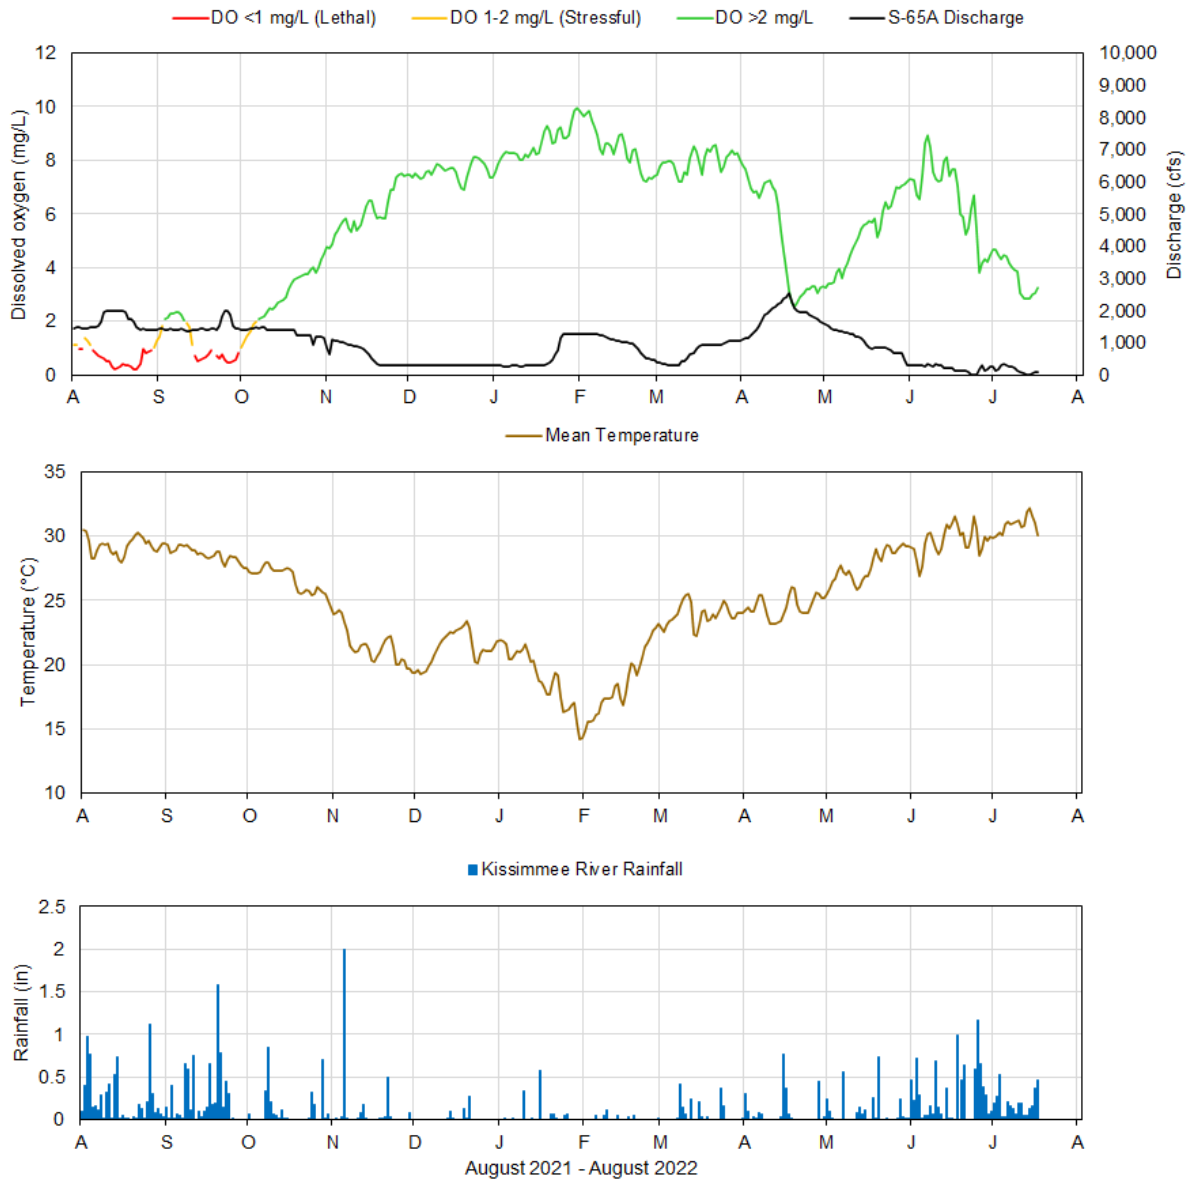 DO <1 mg/L (Lethal) DO 1-2 mg/L (Stressful) DO >2 mg/L S-65A Discharge
12 10,000
9,000
10 8,000
8 7,000
6,000
6 5,000
4,000
4 3,000
2 2,000
1,000
0 0
Dissolved oxygen (mg/L)
Discharge (cfs)
A S O N D J F M A M J J A
Mean Temperature
35
30
25
20
15
10
Temperature (°C)
A S O N D J F M A M J J A
Kissimmee River Rainfall
2.5
2
1.5
1
0.5
0
Rainfall (in)
A S O N D J F M A M J J A
August 2021 - August 2022